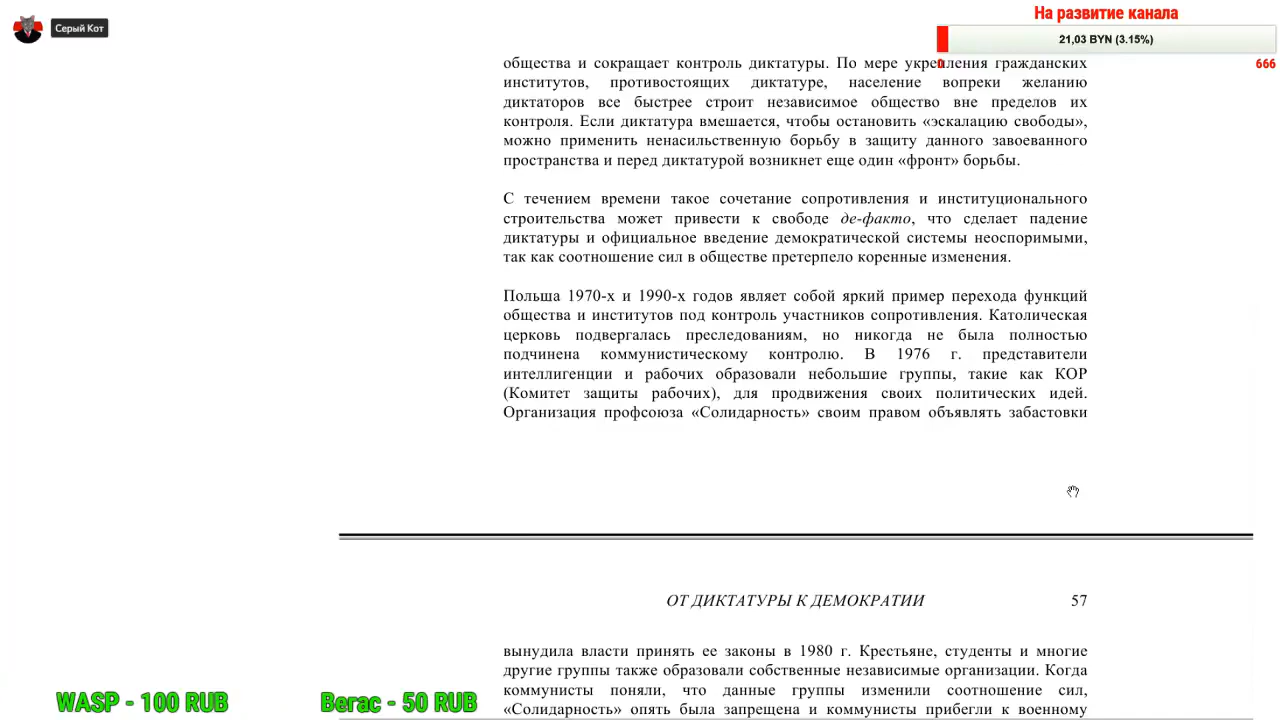 Серый Кот
На развитие канала
21,03 BYN (3.15%)
0
666
общества и сокращает контроль диктатуры. По мере укрепления гражданских
институтов, противостоящих диктатуре, население вопреки желанию
диктаторов все быстрее строит независимое общество вне пределов их
контроля. Если диктатура вмешается, чтобы остановить «эскалацию свободы»,
можно применить ненасильственную борьбу в защиту данного завоеванного
пространства и перед диктатурой возникнет еще один «фронт» борьбы.
С течением времени такое сочетание сопротивления и институционального
строительства может привести к свободе де-факто, что сделает падение
диктатуры и официальное введение демократической системы неоспоримыми,
так как соотношение сил в обществе претерпело коренные изменения.
Польша 1970-х и 1990-х годов являет собой яркий пример перехода функций
общества и институтов под контроль участников сопротивления. Католическая
церковь подвергалась преследованиям, но никогда не была полностью
подчинена коммунистическому контролю. В 1976 г. представители
интеллигенции и рабочих образовали небольшие группы, такие как КОР
(Комитет защиты рабочих), для продвижения своих политических идей.
Организация профсоюза «Солидарность» своим правом объявлять забастовки
ОТ ДИКТАТУРЫ К ДЕМОКРАТИИ 57
вынудила власти принять ее законы в 1980 г. Крестьяне, студенты и многие
другие группы также образовали собственные независимые организации. Когда
коммунисты поняли, что данные группы изменили соотношение сил,
«Солидарность» опять была запрещена и коммунисты прибегли к военному
WASP - 100 RUB
Вегас - 50 RUB